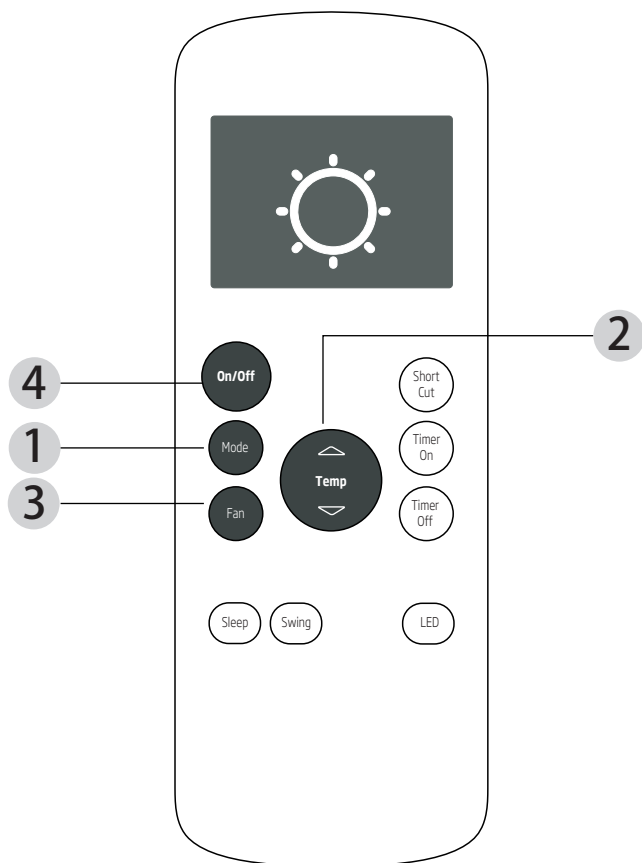 2
4
On/Off
Short
Cut
1
Mode
Timer
On
Temp
3
Fan
Timer
Off
Sleep
Swing
LED